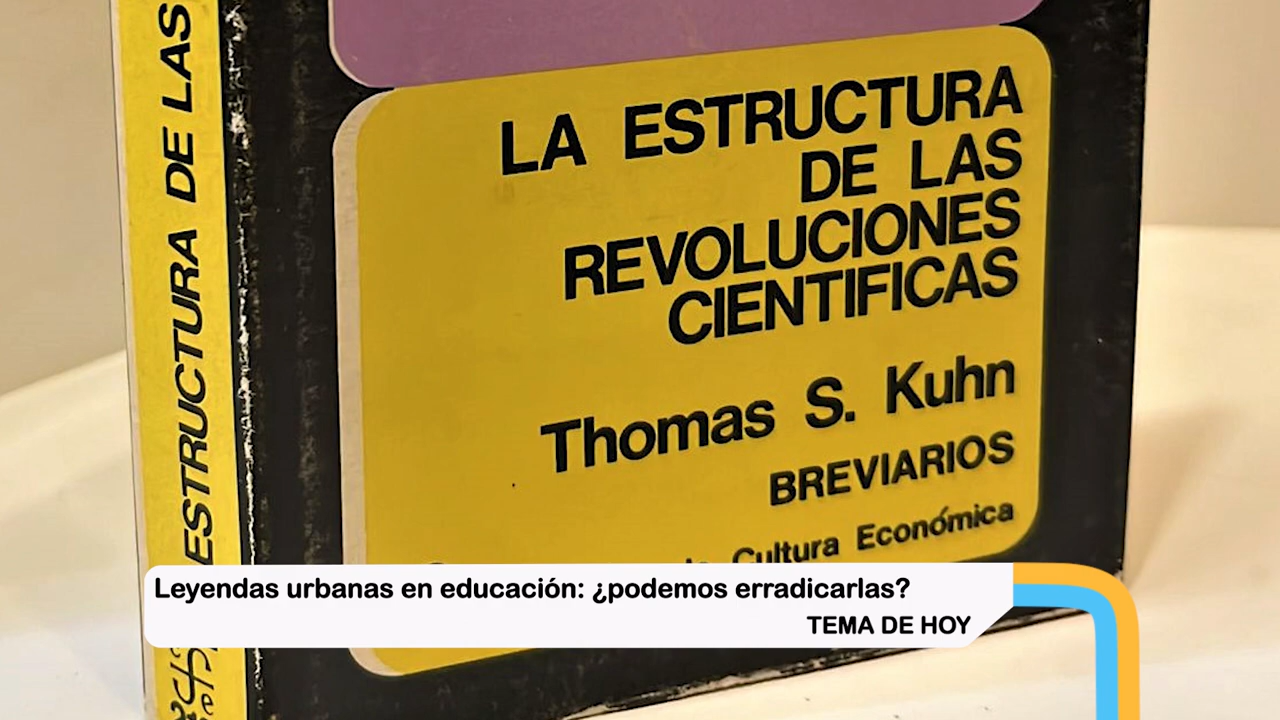 ESTRUCTURA DE LAS
LA ESTRUCTURA
DE LAS
REVOLUCIONES
CIENTIFICAS
Thomas S. Kuhn
BREVIARIOS
Cultura Económica
Leyendas urbanas en educación: ¿podemos erradicarlas?
TEMA DE HOY